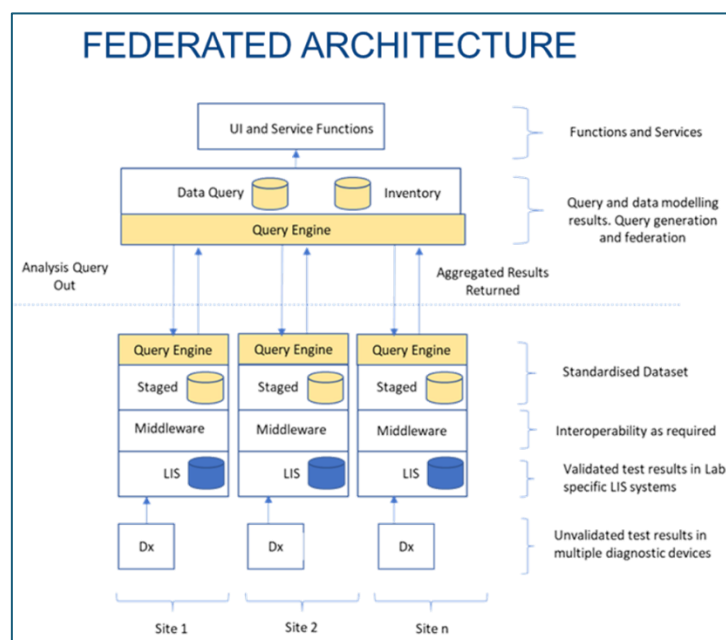 FEDERATED ARCHITECTURE
UI and Service Functions
Functions and Services
Data Query
Inventory
Query Engine
Query and data modelling
results. Query generation
and federation
Analysis Query
Out
Aggregated Results
Returned
Query Engine
Query Engine
Query Engine
Staged
Staged
Staged
Standardised Dataset
Middleware
Middleware
Middleware
Interoperability as required
LIS
LIS
LIS
Validated test results in Lab
specific LIS systems
Dx
Dx
Dx
Unvalidated test results in
multiple diagnostic devices
Site 1
Site 2
Site n